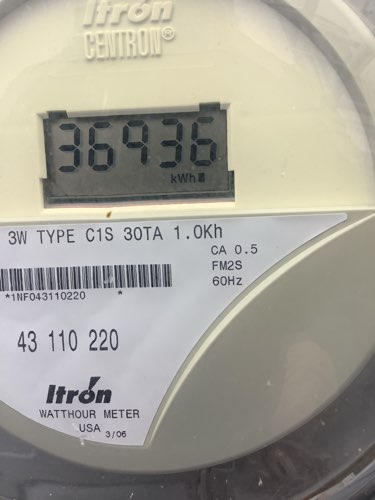 Itron
CENTRON®
36936
kWh
3W TYPE C1S 30TA 1.0Kh
CA 0.5
FM2S
60Hz
*1NF043110220 *
43 110 220
Itron
WATTHOUR METER
USA 3/06